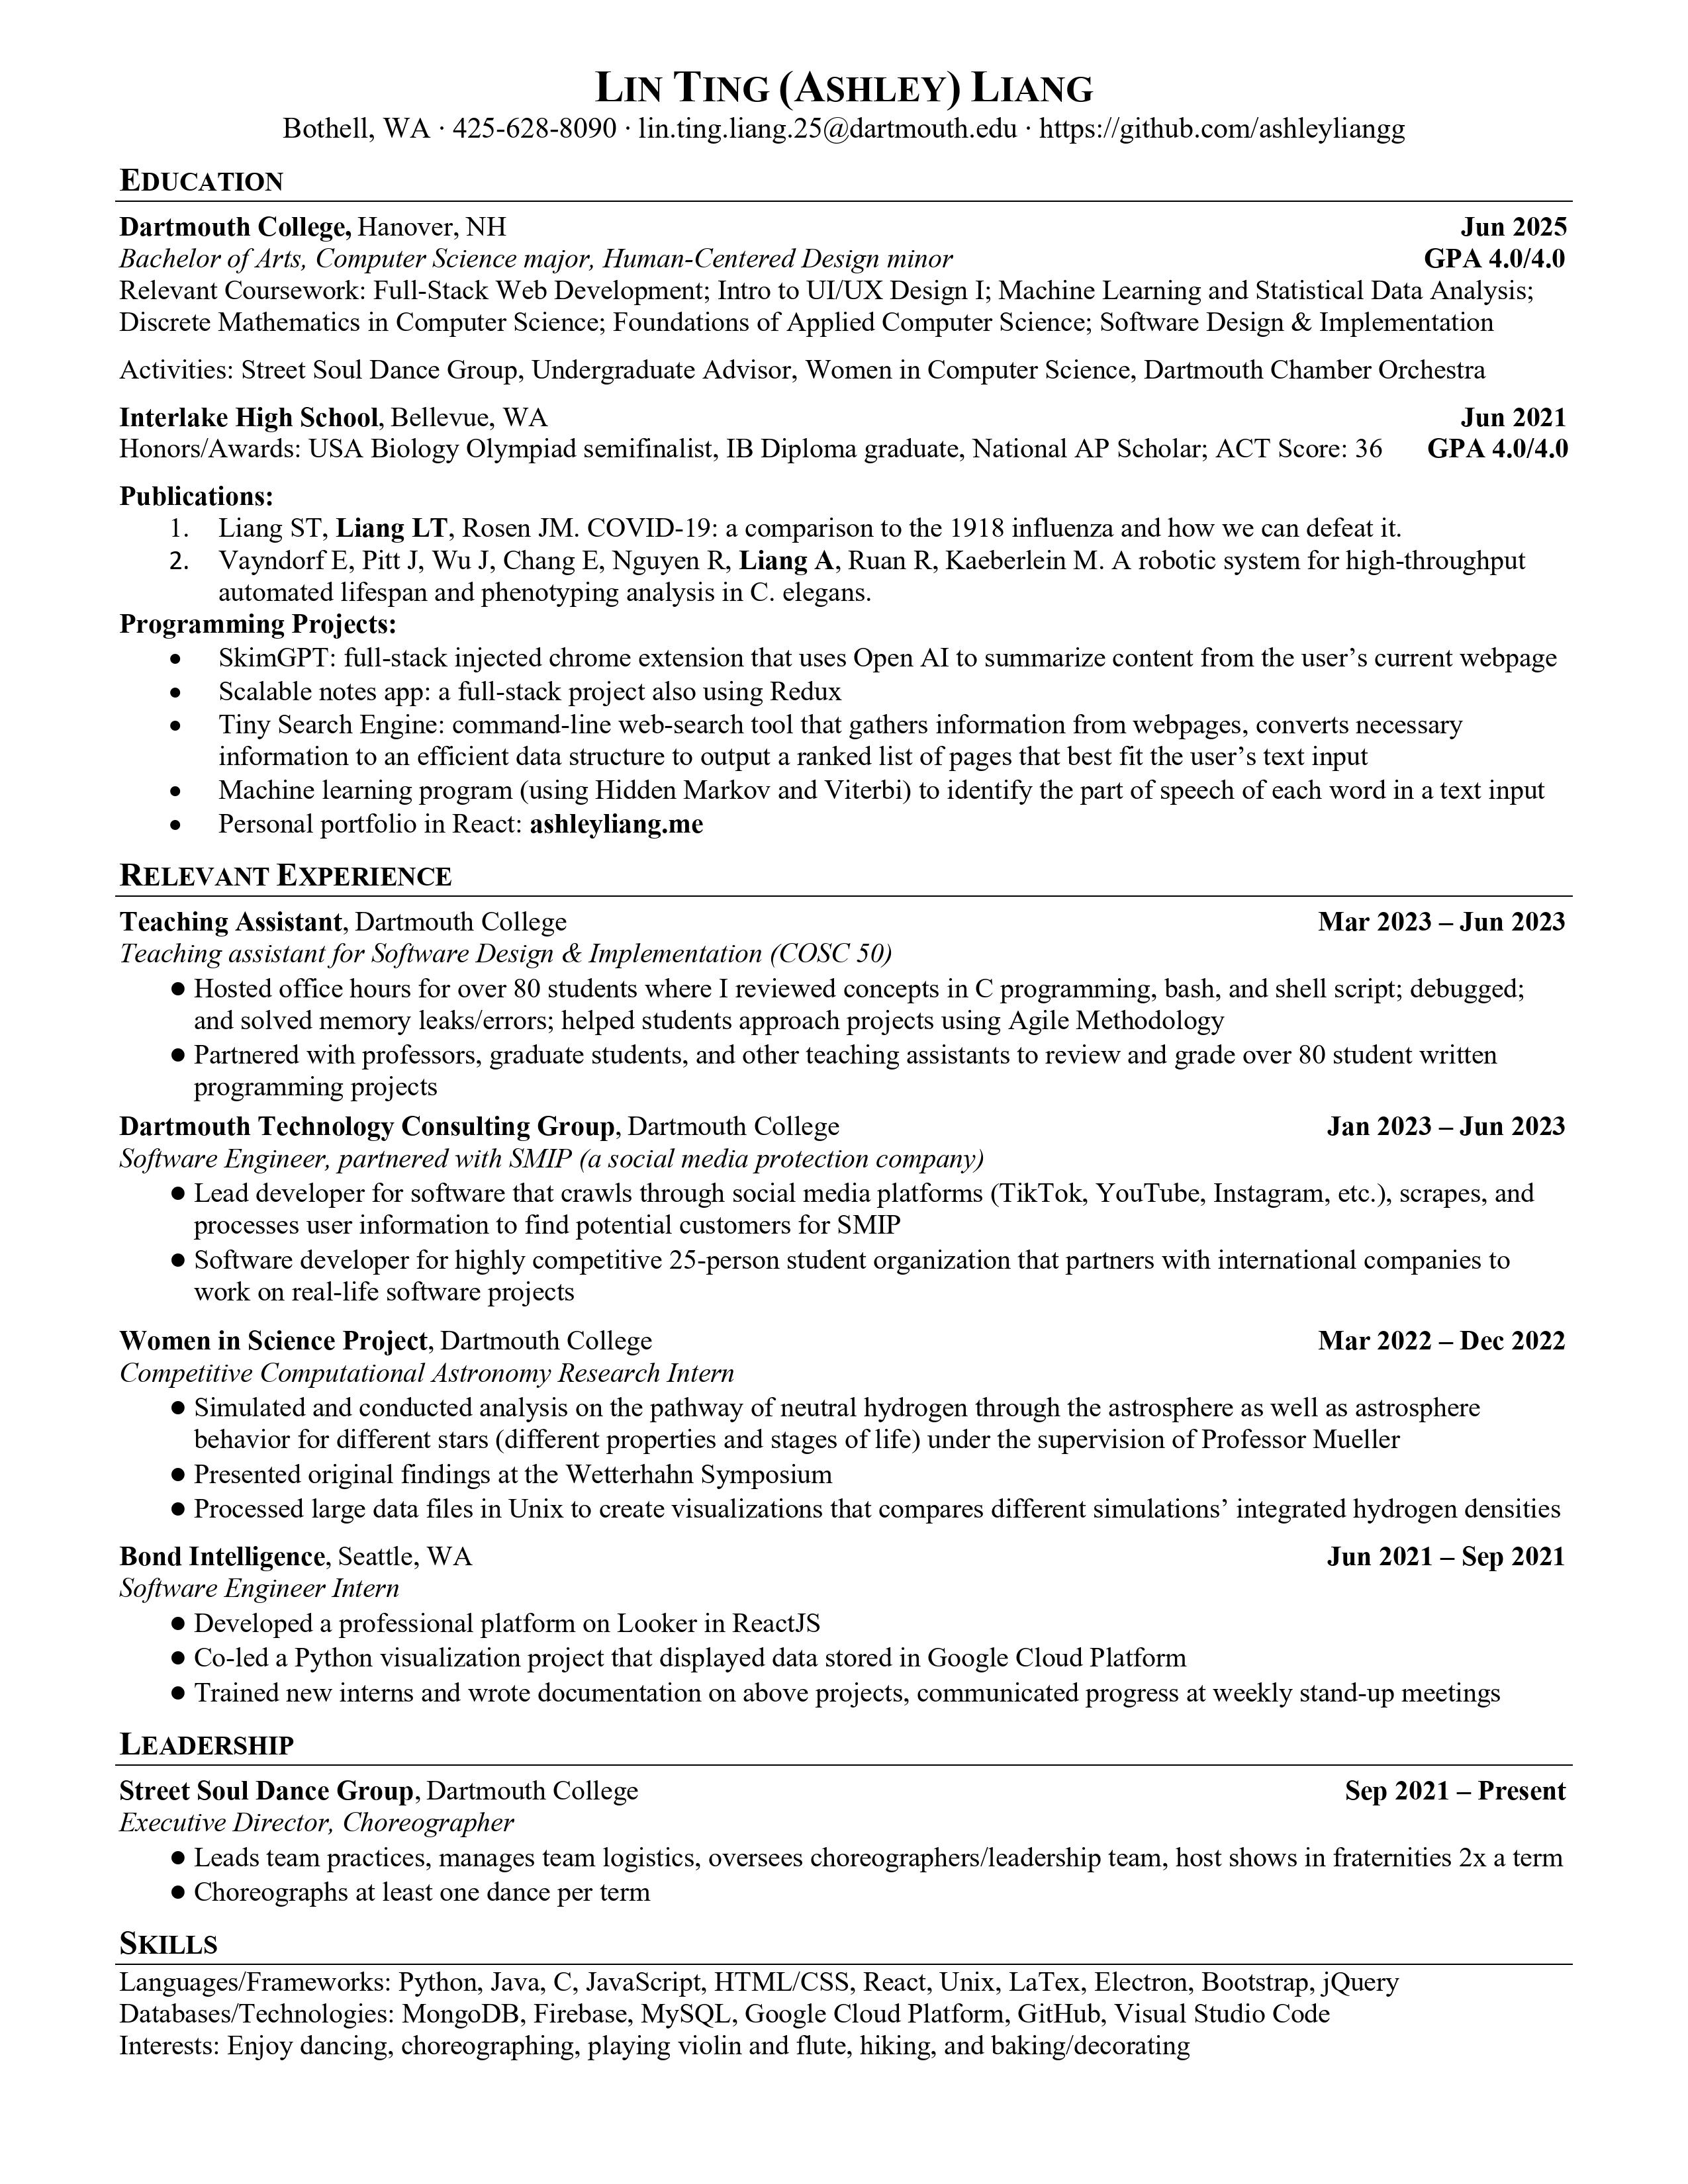 LIN TING (ASHLEY) LIANG
Bothell, WA · 425-628-8090 · lin.ting.liang.25@dartmouth.edu · https://github.com/ashleyliangg
EDUCATION
Dartmouth College, Hanover, NH Jun 2025
Bachelor of Arts, Computer Science major, Human-Centered Design minor GPA 4.0/4.0
Relevant Coursework: Full-Stack Web Development; Intro to UI/UX Design I; Machine Learning and Statistical Data Analysis;
Discrete Mathematics in Computer Science; Foundations of Applied Computer Science; Software Design & Implementation
Activities: Street Soul Dance Group, Undergraduate Advisor, Women in Computer Science, Dartmouth Chamber Orchestra
Interlake High School, Bellevue, WA Jun 2021
Honors/Awards: USA Biology Olympiad semifinalist, IB Diploma graduate, National AP Scholar; ACT Score: 36 GPA 4.0/4.0
Publications:
1. Liang ST, Liang LT, Rosen JM. COVID-19: a comparison to the 1918 influenza and how we can defeat it.
2. Vayndorf E, Pitt J, Wu J, Chang E, Nguyen R, Liang A, Ruan R, Kaeberlein M. A robotic system for high-throughput
automated lifespan and phenotyping analysis in C. elegans.
Programming Projects:
• SkimGPT: full-stack injected chrome extension that uses Open AI to summarize content from the user’s current webpage
• Scalable notes app: a full-stack project also using Redux
• Tiny Search Engine: command-line web-search tool that gathers information from webpages, converts necessary
information to an efficient data structure to output a ranked list of pages that best fit the user’s text input
• Machine learning program (using Hidden Markov and Viterbi) to identify the part of speech of each word in a text input
• Personal portfolio in React: ashleyliang.me
RELEVANT EXPERIENCE
Teaching Assistant, Dartmouth College Mar 2023 – Jun 2023
Teaching assistant for Software Design & Implementation (COSC 50)
● Hosted office hours for over 80 students where I reviewed concepts in C programming, bash, and shell script; debugged;
and solved memory leaks/errors; helped students approach projects using Agile Methodology
● Partnered with professors, graduate students, and other teaching assistants to review and grade over 80 student written
programming projects
Dartmouth Technology Consulting Group, Dartmouth College Jan 2023 – Jun 2023
Software Engineer, partnered with SMIP (a social media protection company)
● Lead developer for software that crawls through social media platforms (TikTok, YouTube, Instagram, etc.), scrapes, and
processes user information to find potential customers for SMIP
● Software developer for highly competitive 25-person student organization that partners with international companies to
work on real-life software projects
Women in Science Project, Dartmouth College Mar 2022 – Dec 2022
Competitive Computational Astronomy Research Intern
● Simulated and conducted analysis on the pathway of neutral hydrogen through the astrosphere as well as astrosphere
behavior for different stars (different properties and stages of life) under the supervision of Professor Mueller
● Presented original findings at the Wetterhahn Symposium
● Processed large data files in Unix to create visualizations that compares different simulations’ integrated hydrogen densities
Bond Intelligence, Seattle, WA Jun 2021 – Sep 2021
Software Engineer Intern
● Developed a professional platform on Looker in ReactJS
● Co-led a Python visualization project that displayed data stored in Google Cloud Platform
● Trained new interns and wrote documentation on above projects, communicated progress at weekly stand-up meetings
LEADERSHIP
Street Soul Dance Group, Dartmouth College Sep 2021 – Present
Executive Director, Choreographer
● Leads team practices, manages team logistics, oversees choreographers/leadership team, host shows in fraternities 2x a term
● Choreographs at least one dance per term
SKILLS
Languages/Frameworks: Python, Java, C, JavaScript, HTML/CSS, React, Unix, LaTex, Electron, Bootstrap, jQuery
Databases/Technologies: MongoDB, Firebase, MySQL, Google Cloud Platform, GitHub, Visual Studio Code
Interests: Enjoy dancing, choreographing, playing violin and flute, hiking, and baking/decorating